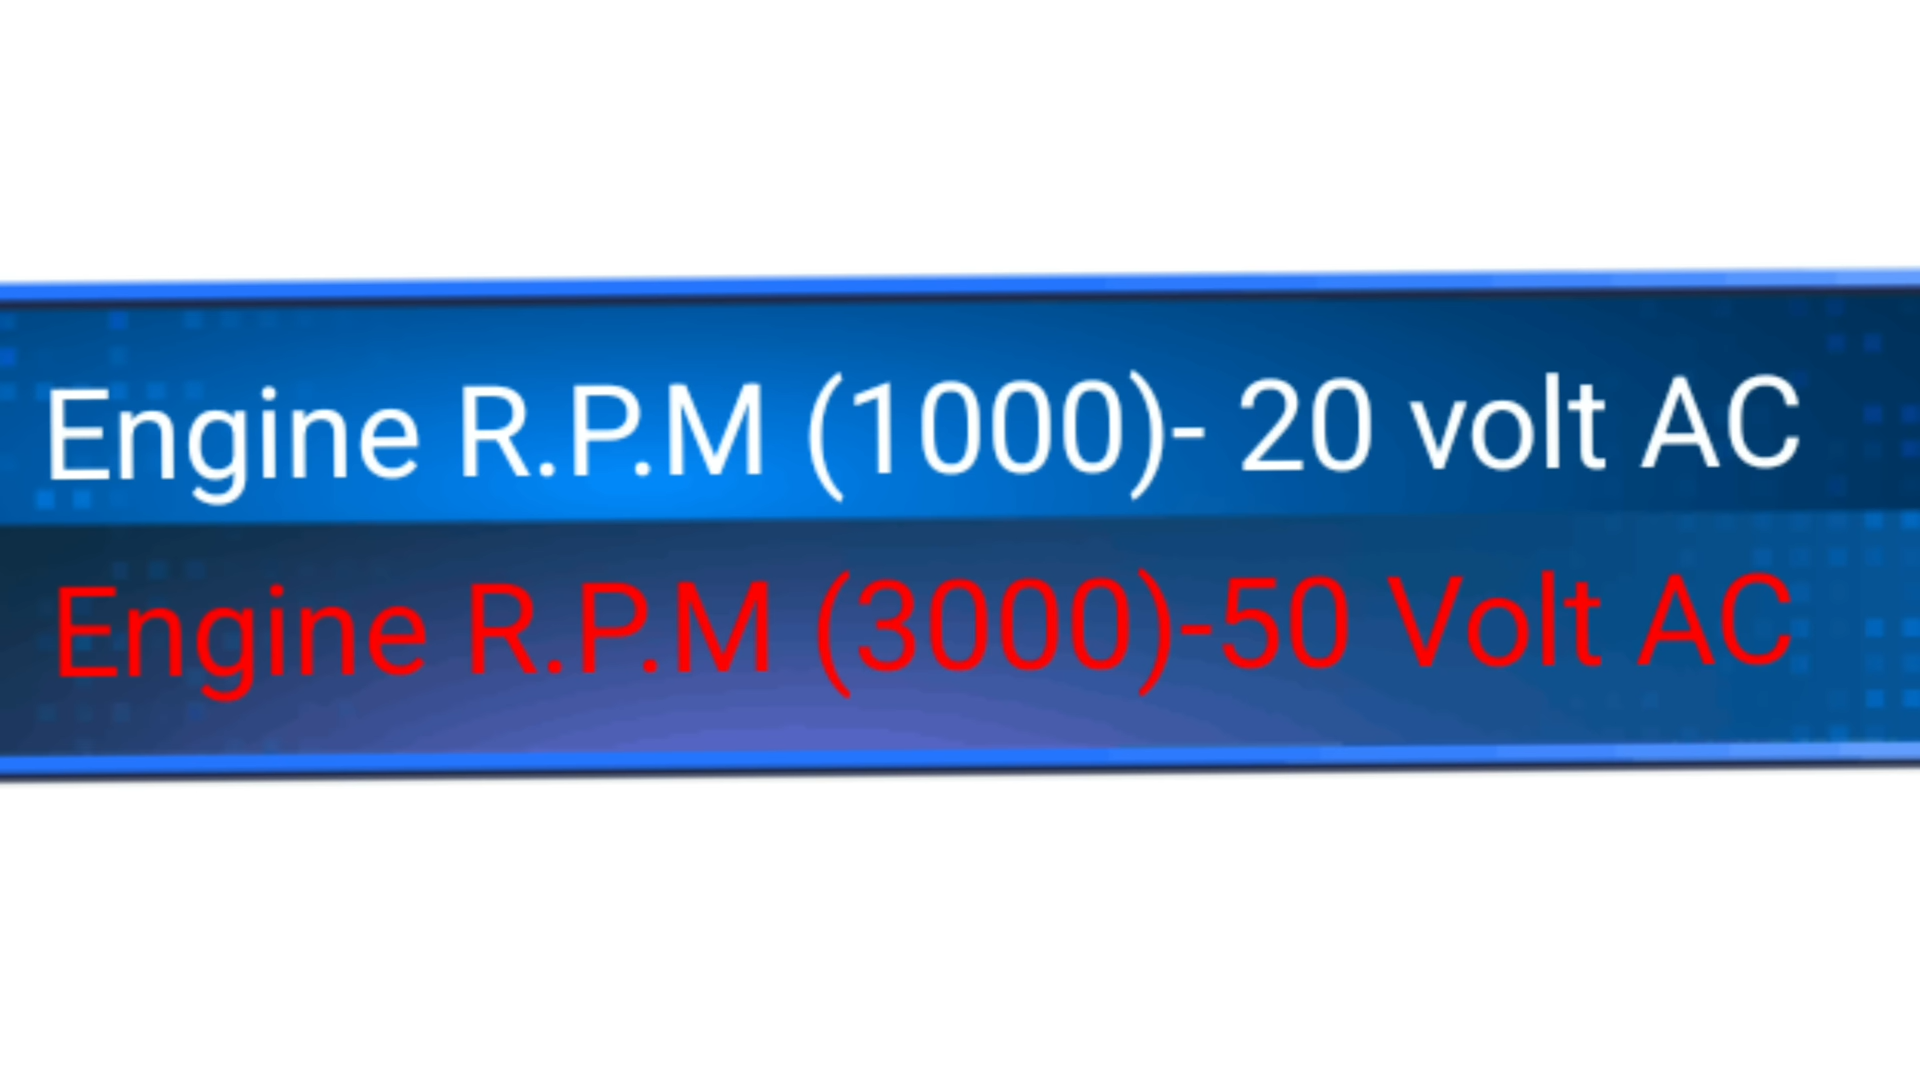 Engine R.P.M (1000)- 20 volt AC
Engine R.P.M (3000)-50 Volt AC